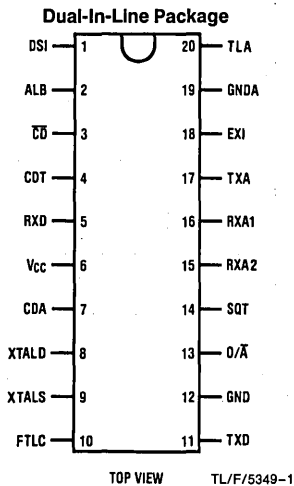 Dual-In-Line Package
DSI 1 20 TLA
ALB 2 19 GNDA
C̅D̅ 3 18 EXI
CDT 4 17 TXA
RXD 5 16 RXA1
VCC 6 15 RXA2
CDA 7 14 SQT
XTALD 8 13 O/A̅
XTALS 9 12 GND
FTLC 10 11 TXD
TOP VIEW TL/F/5349-1